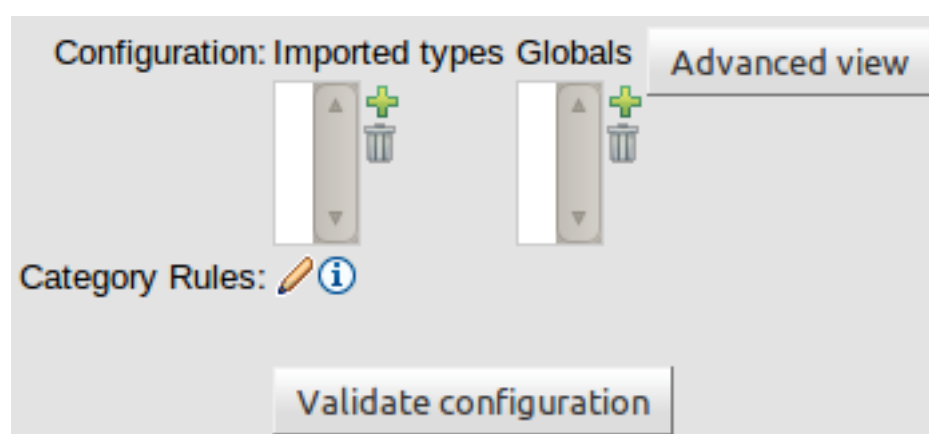 Configuration: Imported types Globals Advanced view
Category Rules:
Validate configuration